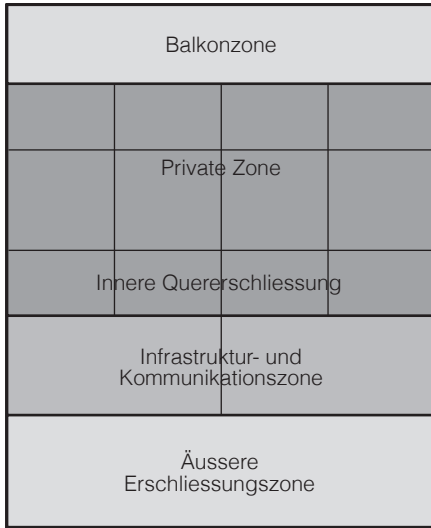 Balkonzone
Private Zone
Innere Quererschliessung
Infrastruktur- und
Kommunikationszone
Äussere
Erschliessungszone